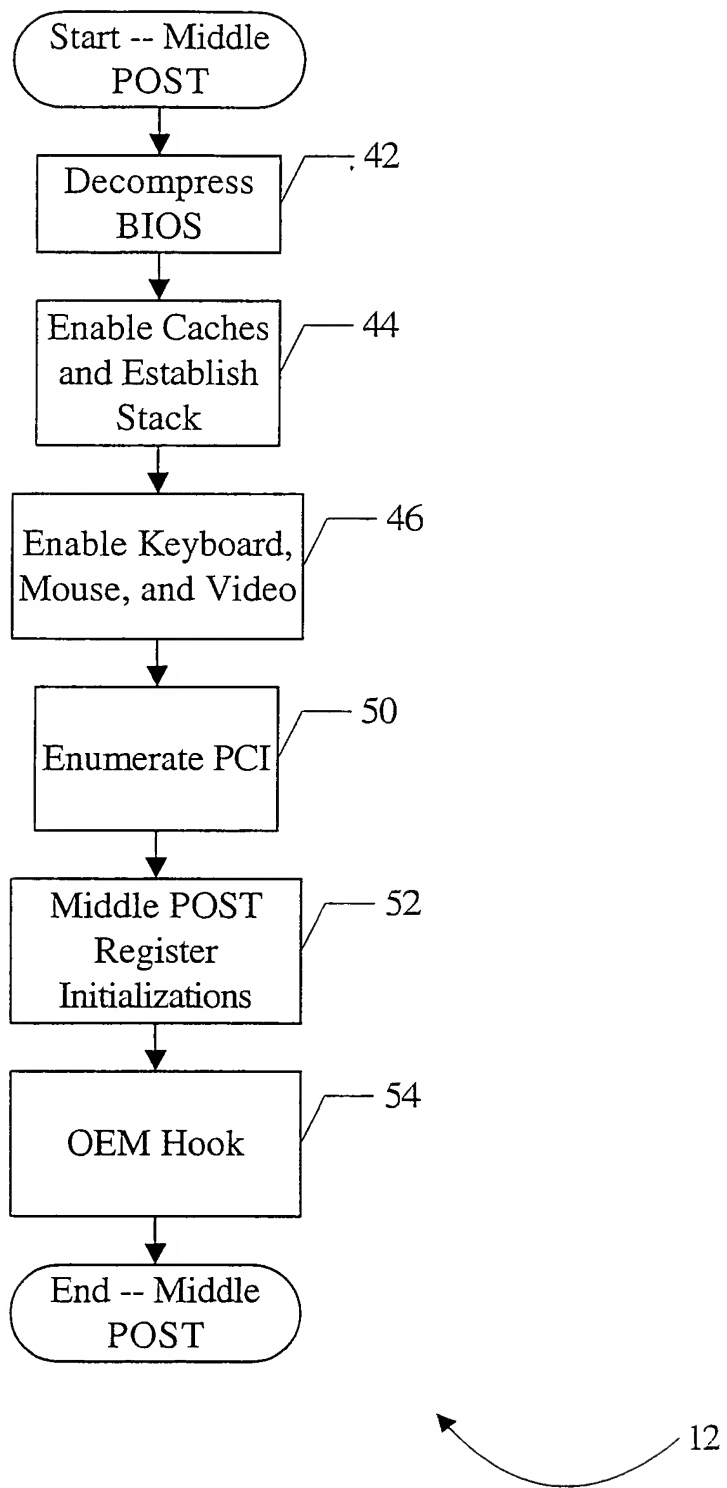 Start -- Middle
POST
42
Decompress
BIOS
44
Enable Caches
and Establish
Stack
46
Enable Keyboard,
Mouse, and Video
50
Enumerate PCI
52
Middle POST
Register
Initializations
54
OEM Hook
End -- Middle
POST
12